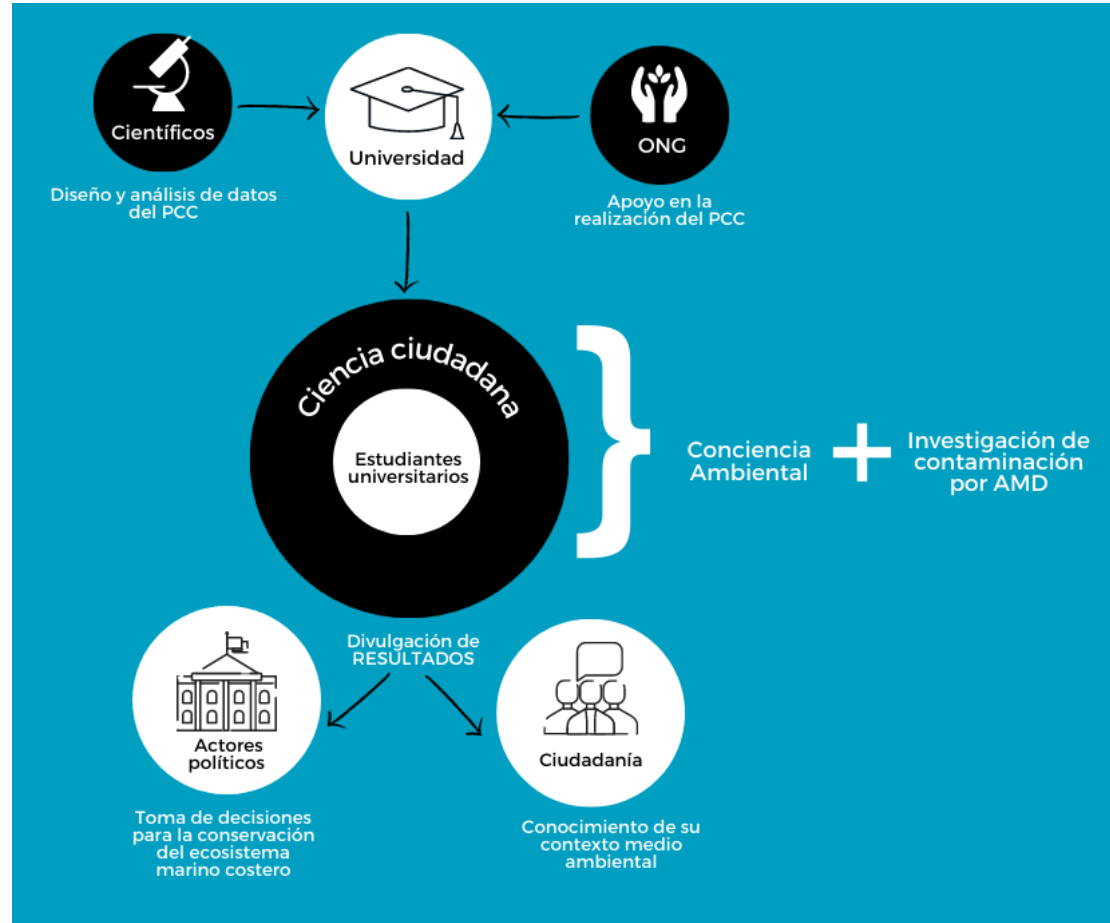 Científicos
Universidad
ONG
Diseño y análisis de datos
del PCC
Apoyo en la
realización del PCC
Ciencia ciudadana
Estudiantes
universitarios
Conciencia
Ambiental
+
Investigación de
contaminación
por AMD
Divulgación de
RESULTADOS
Actores
políticos
Ciudadanía
Toma de decisiones
para la conservación
del ecosistema
marino costero
Conocimiento de su
contexto medio
ambiental